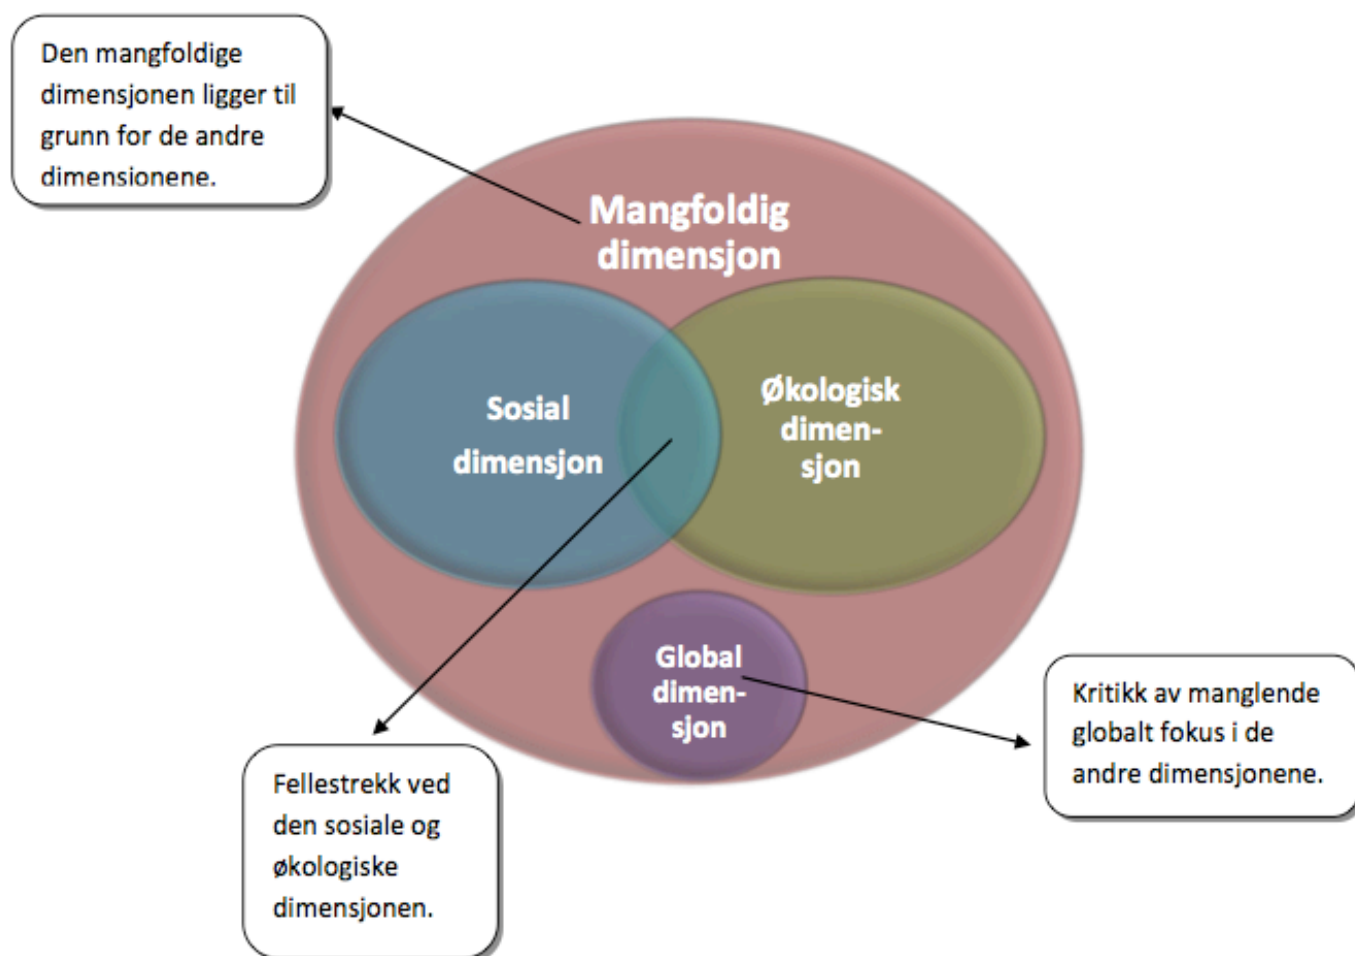 Den mangfoldige
dimensjonen ligger til
grunn for de andre
dimensionene.
Mangfoldig
dimensjon
Sosial
dimensjon
Økologisk
dimen-
sjon
Global
dimen-
sjon
Kritikk av manglende
globalt fokus i de
andre dimensjonene.
Fellestrekk ved
den sosiale og
økologiske
dimensjonen.